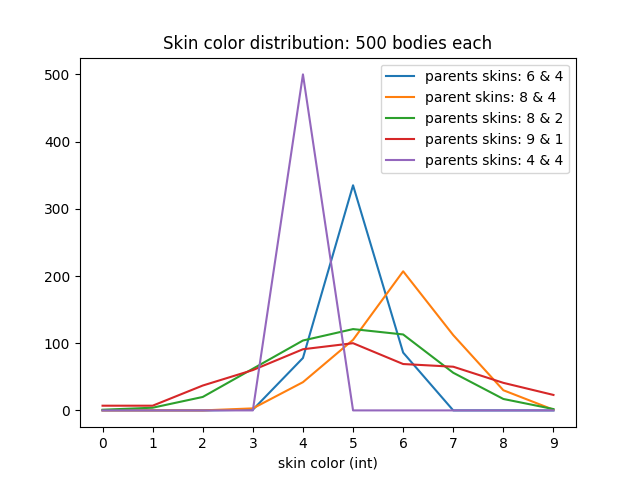 Skin color distribution: 500 bodies each
parents skins: 6 & 4
parent skins: 8 & 4
parents skins: 8 & 2
parents skins: 9 & 1
parents skins: 4 & 4
500
400
300
200
100
0
0 1 2 3 4 5 6 7 8 9
skin color (int)